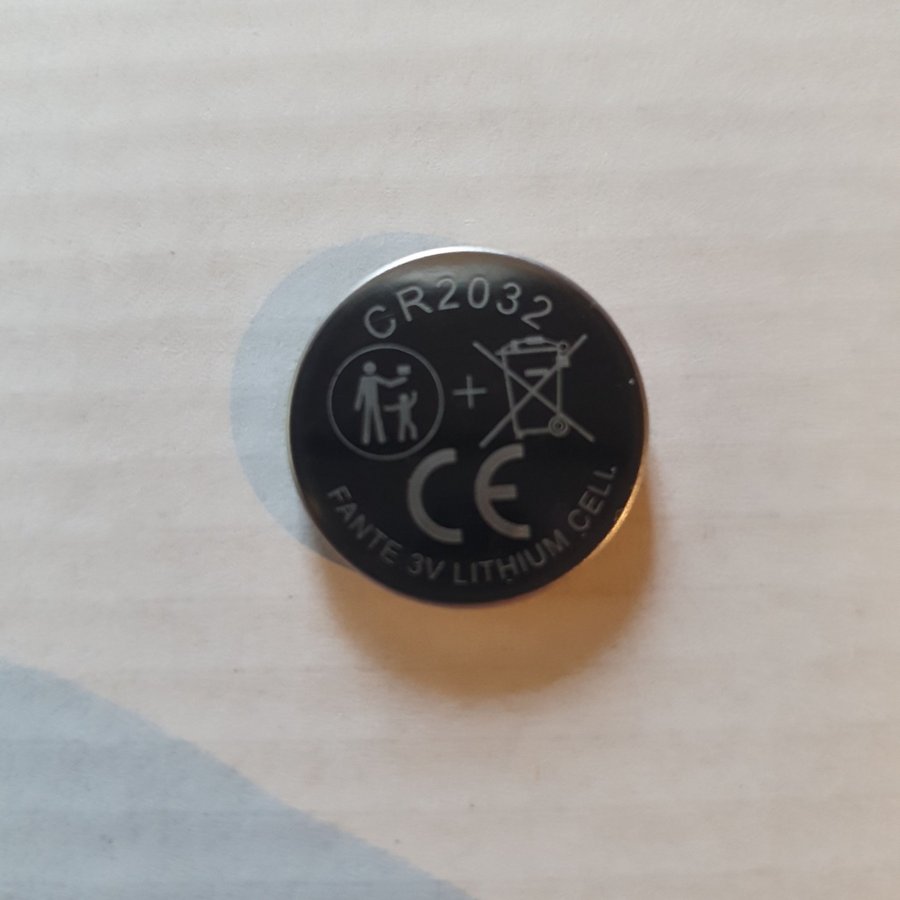 CR2032
+
CE
FANTE 3V LITHIUM CELL